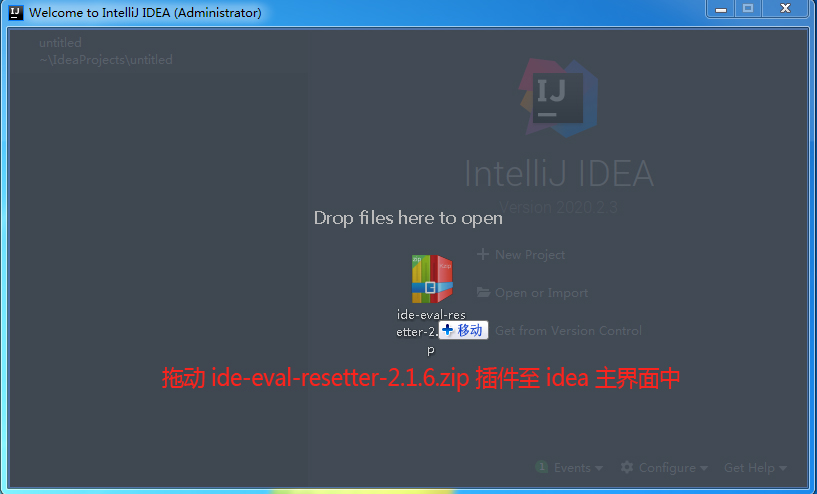 Welcome to IntelliJ IDEA (Administrator)
untitled
~\IdeaProjects\untitled
IJ
IntelliJ IDEA
Version 2020.2.3
Drop files here to open
New Project
Open or Import
ide-eval-res
etter-2.
移动
Get from Version Control
p
拖动 ide-eval-resetter-2.1.6.zip 插件至 idea 主界面中
1 Events
Configure
Get Help